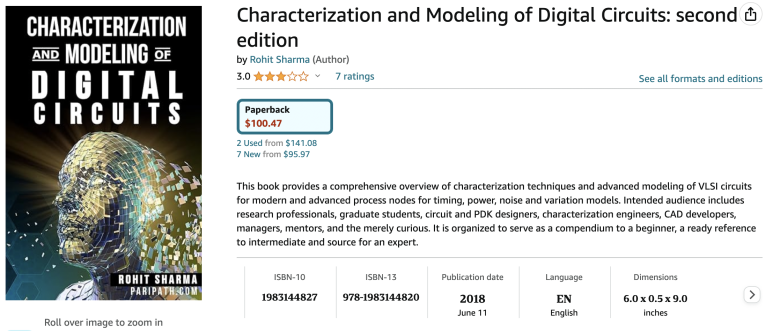 CHARACTERIZATION
AND MODELING OF
DIGITAL
CIRCUITS
ROHIT SHARMA
PARIPATH.COM
Roll over image to zoom in
Characterization and Modeling of Digital Circuits: second
edition
by Rohit Sharma (Author)
3.0 7 ratings
See all formats and editions
Paperback
$100.47
2 Used from $141.08
7 New from $95.97
This book provides a comprehensive overview of characterization techniques and advanced modeling of VLSI circuits
for modern and advanced process nodes for timing, power, noise and variation models. Intended audience includes
research professionals, graduate students, circuit and PDK designers, characterization engineers, CAD developers,
managers, mentors, and the merely curious. It is organized to serve as a compendium to a beginner, a ready reference
to intermediate and source for an expert.
ISBN-10 ISBN-13 Publication date Language Dimensions
1983144827 978-1983144820 2018 EN 6.0 x 0.5 x 9.0
June 11 English inches